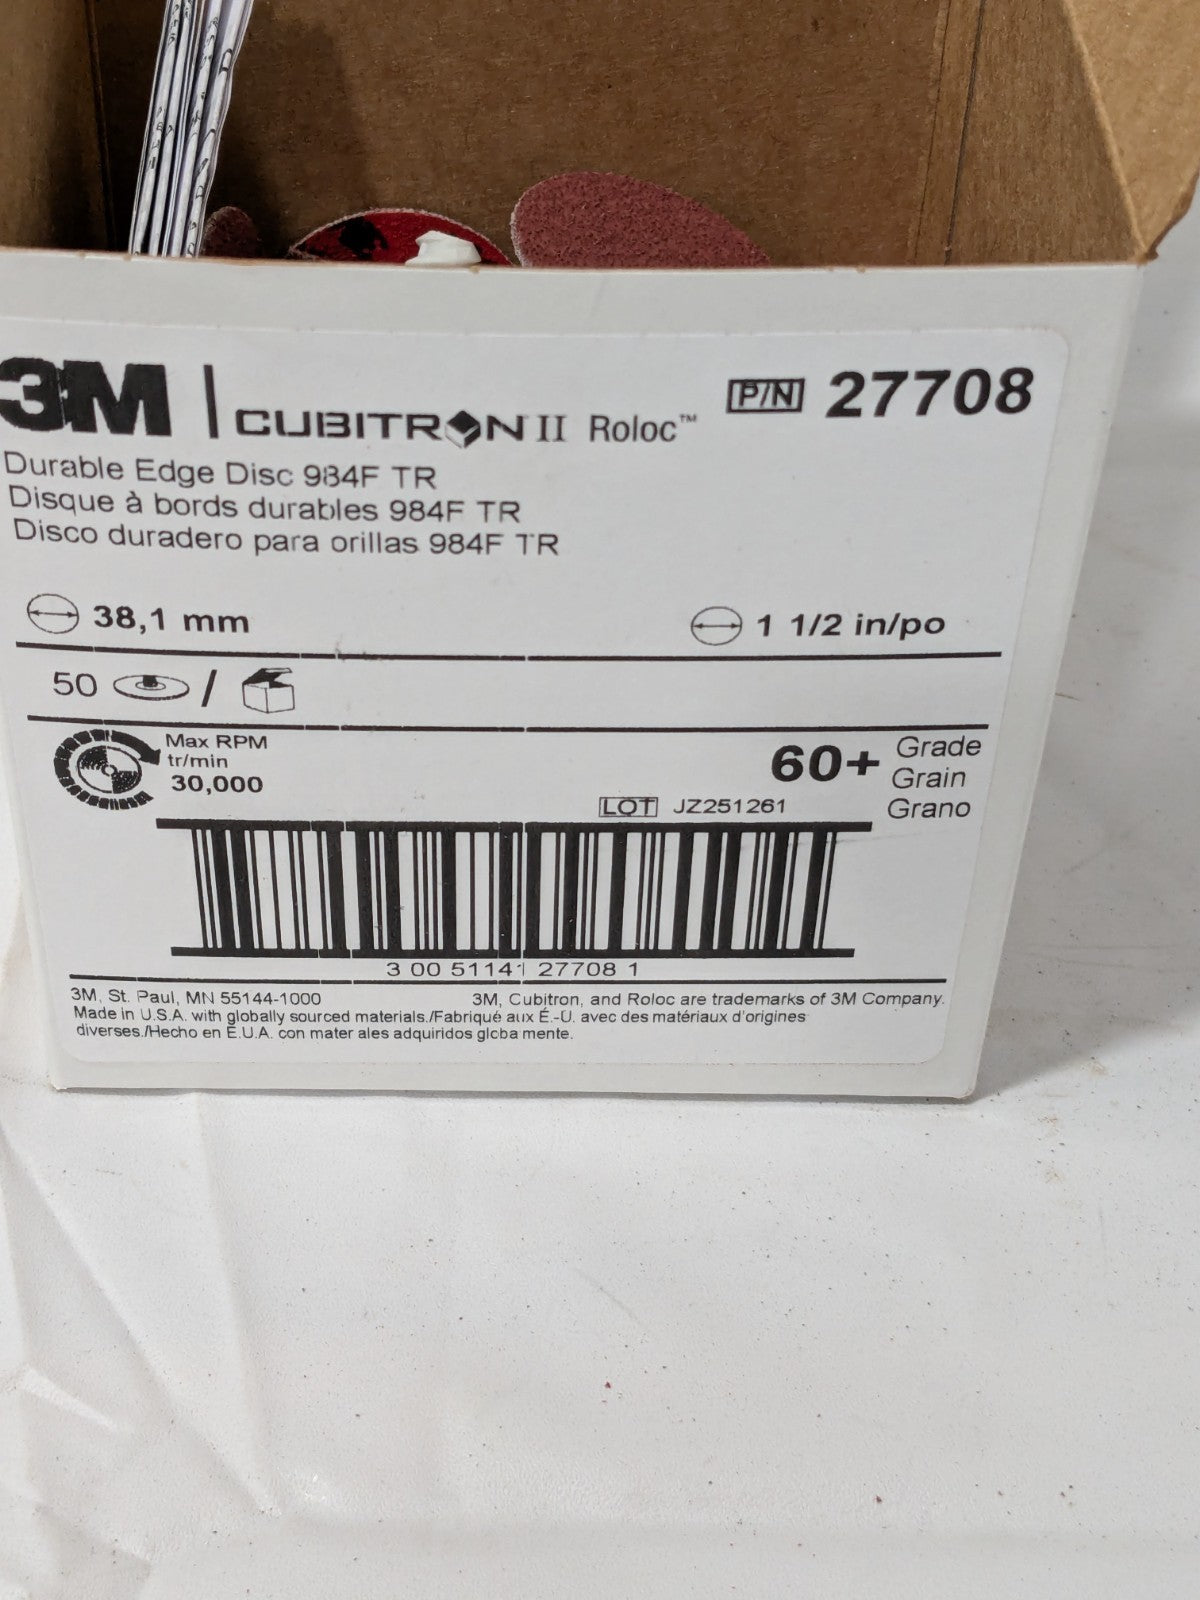 3M | CUBITRON II Roloc™ P/N 27708
Durable Edge Disc 984F TR
Disque à bords durables 984F TR
Disco duradero para orillas 984F TR
38,1 mm 1 1/2 in/po
50 /
Max RPM
tr/min
30,000
60+ Grade
Grain
Grano
LOT JZ251261
3 00 51141 27708 1
3M, St. Paul, MN 55144-1000 3M, Cubitron, and Roloc are trademarks of 3M Company.
Made in U.S.A. with globally sourced materials./Fabriqué aux É.-U. avec des matériaux d'origines
diverses./Hecho en E.U.A. con mater ales adquiridos glcba mente.